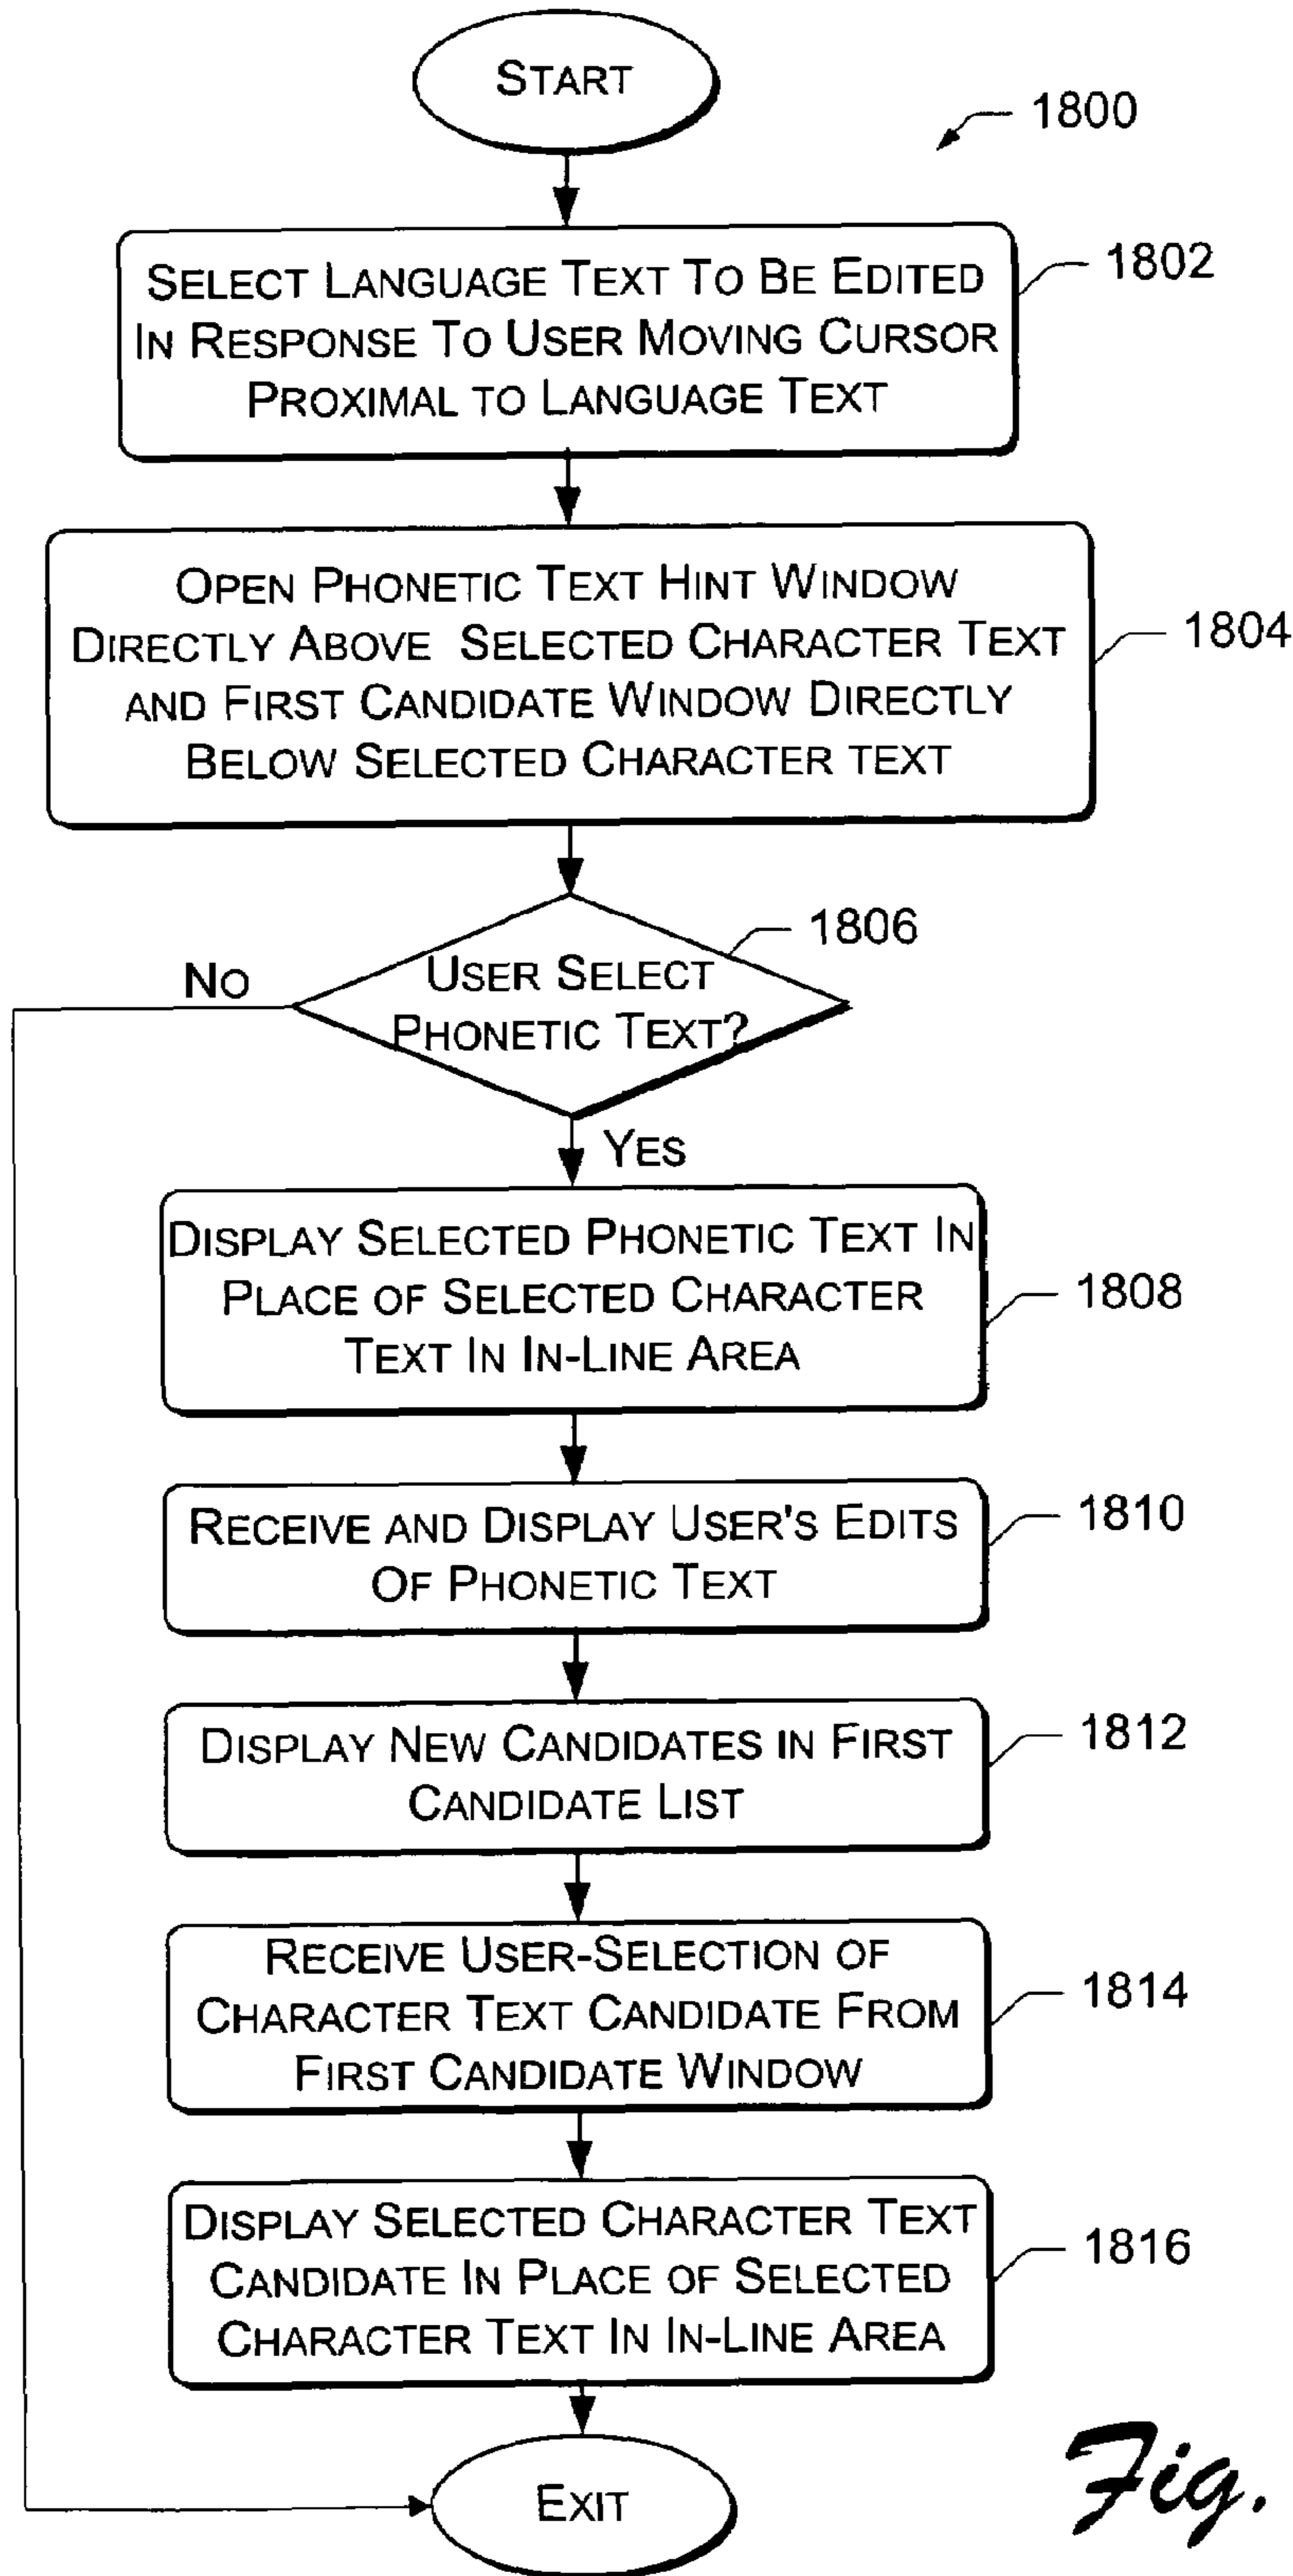 START
1800
SELECT LANGUAGE TEXT TO BE EDITED
IN RESPONSE TO USER MOVING CURSOR
PROXIMAL TO LANGUAGE TEXT
1802
OPEN PHONETIC TEXT HINT WINDOW
DIRECTLY ABOVE SELECTED CHARACTER TEXT
AND FIRST CANDIDATE WINDOW DIRECTLY
BELOW SELECTED CHARACTER TEXT
1804
1806
NO
USER SELECT
PHONETIC TEXT?
YES
DISPLAY SELECTED PHONETIC TEXT IN
PLACE OF SELECTED CHARACTER
TEXT IN IN-LINE AREA
1808
RECEIVE AND DISPLAY USER'S EDITS
OF PHONETIC TEXT
1810
DISPLAY NEW CANDIDATES IN FIRST
CANDIDATE LIST
1812
RECEIVE USER-SELECTION OF
CHARACTER TEXT CANDIDATE FROM
FIRST CANDIDATE WINDOW
1814
DISPLAY SELECTED CHARACTER TEXT
CANDIDATE IN PLACE OF SELECTED
CHARACTER TEXT IN IN-LINE AREA
1816
EXIT
Fig.